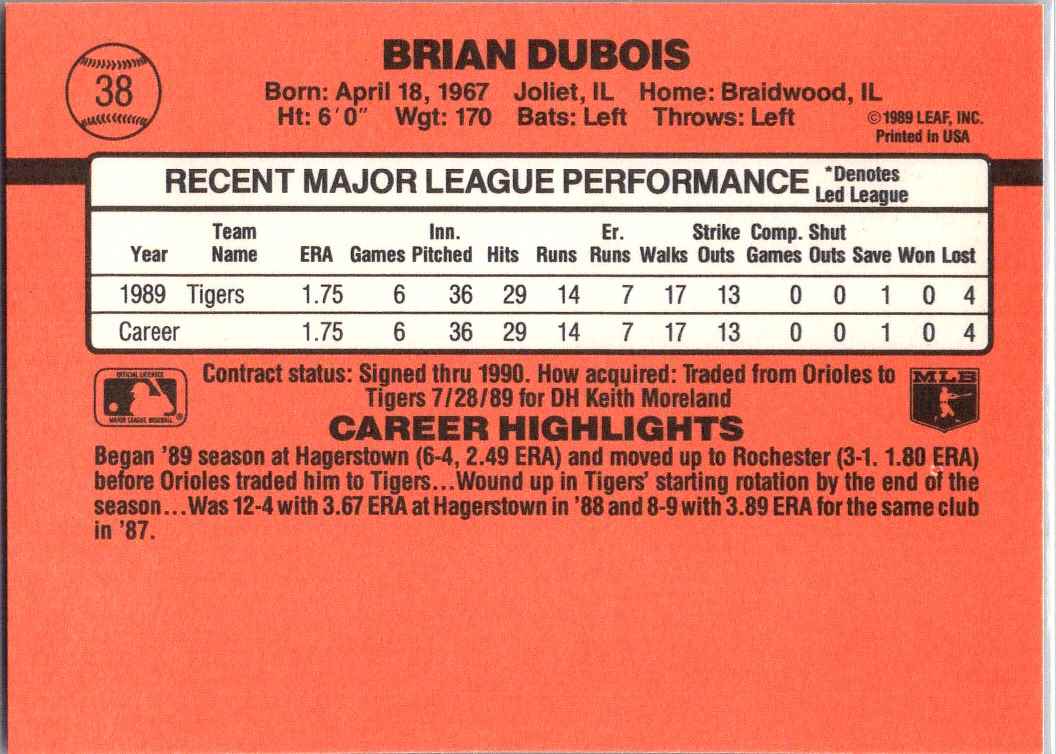 38
BRIAN DUBOIS
Born: April 18, 1967 Joliet, IL Home: Braidwood, IL
Ht: 6'0" Wgt: 170 Bats: Left Throws: Left
©1989 LEAF, INC.
Printed in USA
RECENT MAJOR LEAGUE PERFORMANCE *Denotes
Led League
Team Inn. Er. Strike Comp. Shut
Year Name ERA Games Pitched Hits Runs Runs Walks Outs Games Outs Save Won Lost
1989 Tigers 1.75 6 36 29 14 7 17 13 0 0 1 0 4
Career 1.75 6 36 29 14 7 17 13 0 0 1 0 4
OFFICIAL LICENSEE
MAJOR LEAGUE BASEBALL
®
Contract status: Signed thru 1990. How acquired: Traded from Orioles to
Tigers 7/28/89 for DH Keith Moreland
MLB
CAREER HIGHLIGHTS
Began '89 season at Hagerstown (6-4, 2.49 ERA) and moved up to Rochester (3-1. 1.80 ERA)
before Orioles traded him to Tigers...Wound up in Tigers' starting rotation by the end of the
season...Was 12-4 with 3.67 ERA at Hagerstown in '88 and 8-9 with 3.89 ERA for the same club
in '87.